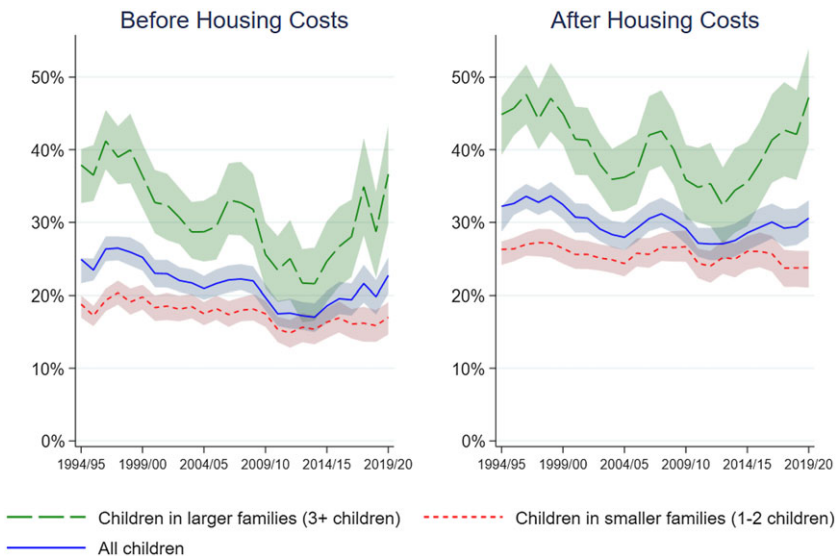 Before Housing Costs
After Housing Costs
50%
40%
30%
20%
10%
0%
50%
40%
30%
20%
10%
0%
1994/95 1999/00 2004/05 2009/10 2014/15 2019/20
1994/95 1999/00 2004/05 2009/10 2014/15 2019/20
Children in larger families (3+ children)
Children in smaller families (1-2 children)
All children